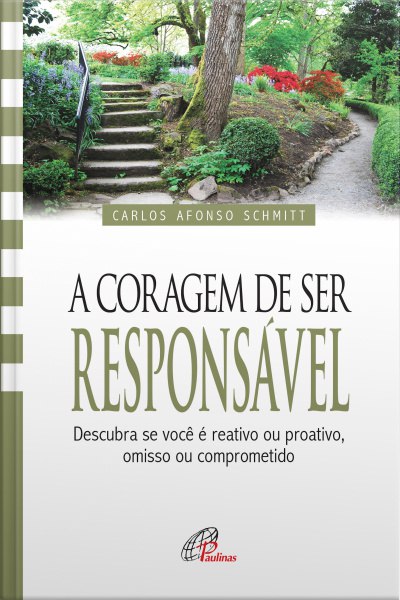 CARLOS AFONSO SCHMITT
A CORAGEM DE SER
RESPONSÁVEL
Descubra se você é reativo ou proativo,
omisso ou comprometido
Paulinas